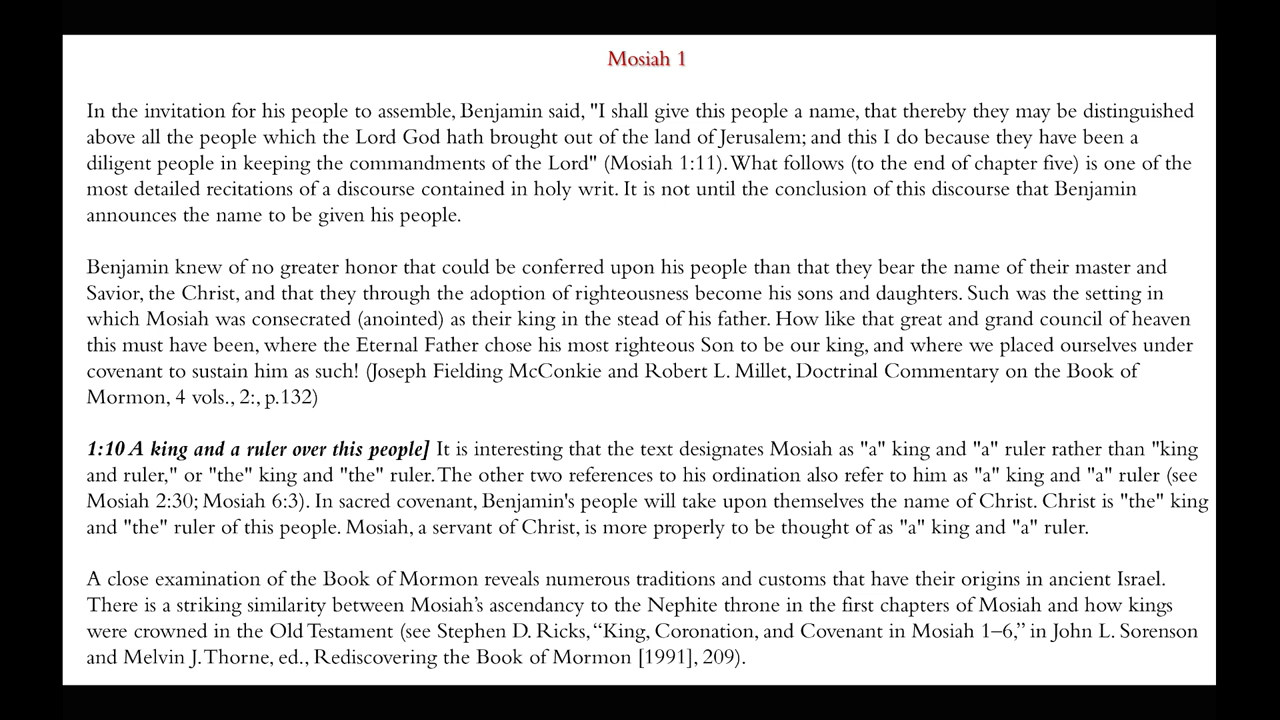 Mosiah 1
In the invitation for his people to assemble, Benjamin said, "I shall give this people a name, that thereby they may be distinguished
above all the people which the Lord God hath brought out of the land of Jerusalem; and this I do because they have been a
diligent people in keeping the commandments of the Lord" (Mosiah 1:11). What follows (to the end of chapter five) is one of the
most detailed recitations of a discourse contained in holy writ. It is not until the conclusion of this discourse that Benjamin
announces the name to be given his people.
Benjamin knew of no greater honor that could be conferred upon his people than that they bear the name of their master and
Savior, the Christ, and that they through the adoption of righteousness become his sons and daughters. Such was the setting in
which Mosiah was consecrated (anointed) as their king in the stead of his father. How like that great and grand council of heaven
this must have been, where the Eternal Father chose his most righteous Son to be our king, and where we placed ourselves under
covenant to sustain him as such! (Joseph Fielding McConkie and Robert L. Millet, Doctrinal Commentary on the Book of
Mormon, 4 vols., 2:, p.132)
1:10 A king and a ruler over this people] It is interesting that the text designates Mosiah as "a" king and "a" ruler rather than "king
and ruler," or "the" king and "the" ruler. The other two references to his ordination also refer to him as "a" king and "a" ruler (see
Mosiah 2:30; Mosiah 6:3). In sacred covenant, Benjamin's people will take upon themselves the name of Christ. Christ is "the" king
and "the" ruler of this people. Mosiah, a servant of Christ, is more properly to be thought of as "a" king and "a" ruler.
A close examination of the Book of Mormon reveals numerous traditions and customs that have their origins in ancient Israel.
There is a striking similarity between Mosiah’s ascendancy to the Nephite throne in the first chapters of Mosiah and how kings
were crowned in the Old Testament (see Stephen D. Ricks, “King, Coronation, and Covenant in Mosiah 1–6,” in John L. Sorenson
and Melvin J. Thorne, ed., Rediscovering the Book of Mormon [1991], 209).